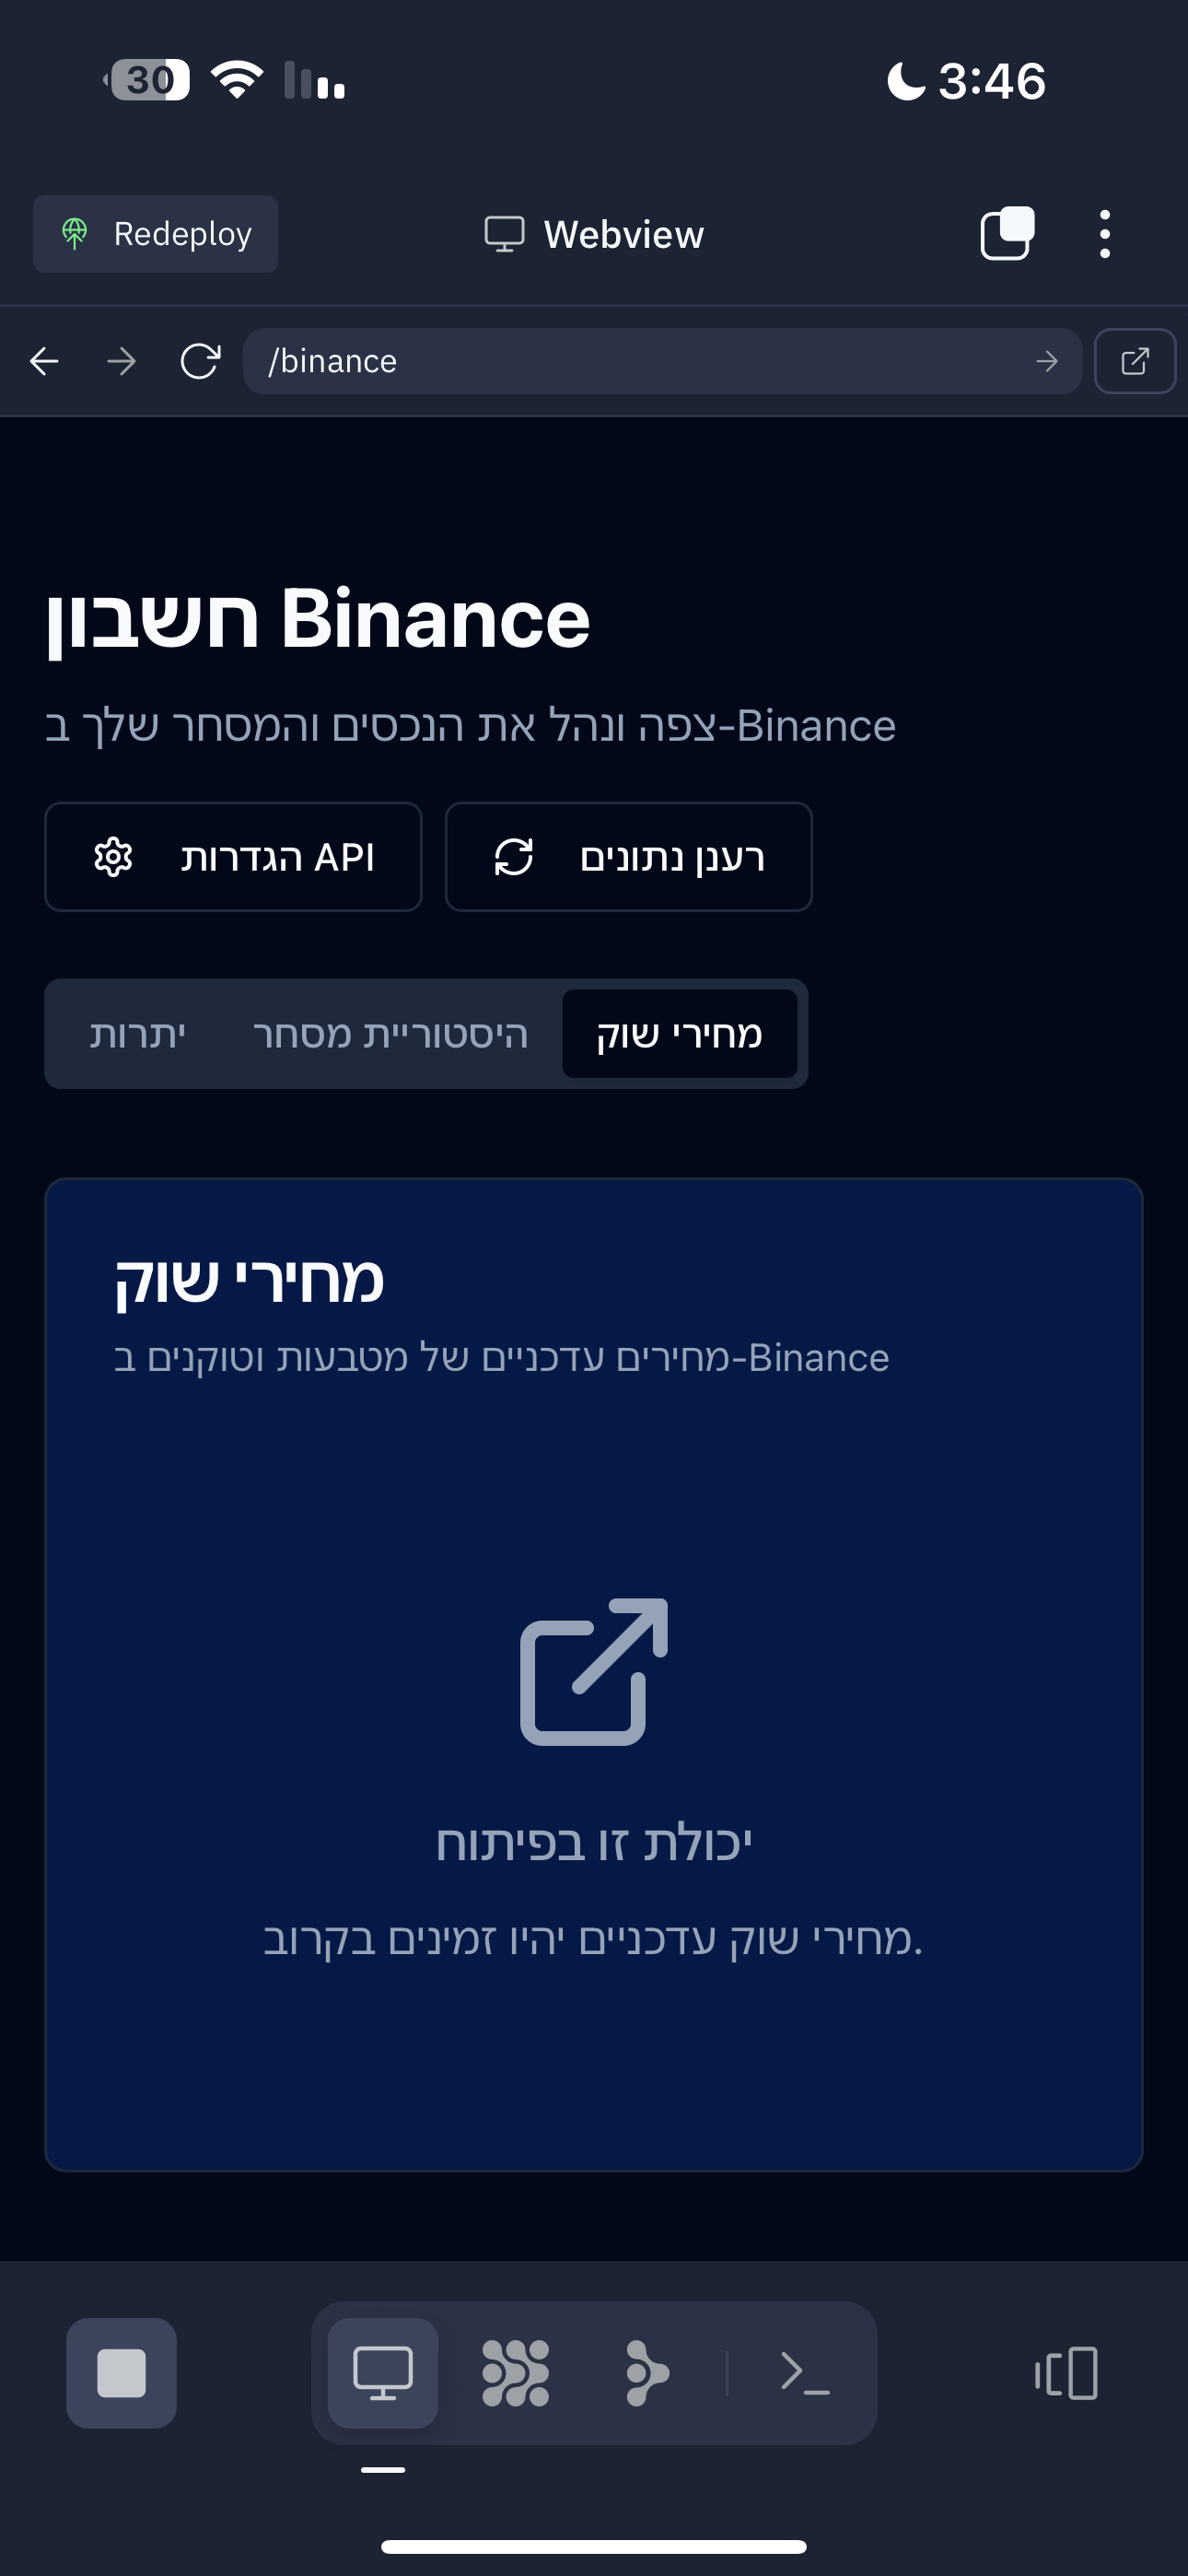 30
3:46
Redeploy
Webview
/binance
חשבון Binance
צפה ונהל את הנכסים והמסחר שלך ב-Binance
הגדרות API
רענן נתונים
יתרות
היסטוריית מסחר
מחירי שוק
מחירי שוק
מחירים עדכניים של מטבעות וטוקנים ב-Binance
יכולת זו בפיתוח
מחירי שוק עדכניים יהיו זמינים בקרוב.